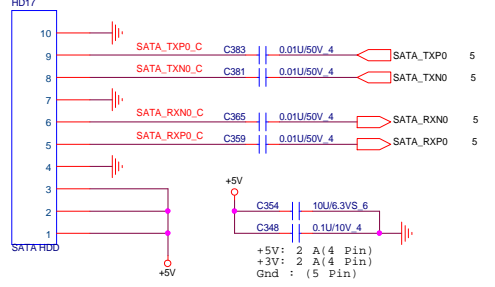 HD17
10
9 SATA_TXP0_C C383 0.01U/50V_4 SATA_TXP0 5
8 SATA_TXN0_C C381 0.01U/50V_4 SATA_TXN0 5
7
6 SATA_RXN0_C C365 0.01U/50V_4 SATA_RXN0 5
5 SATA_RXP0_C C359 0.01U/50V_4 SATA_RXP0 5
4
3
2
1
SATA HDD
+5V
+5V
C354 10U/6.3VS_6
C348 0.1U/10V_4
+5V: 2 A(4 Pin)
+3V: 2 A(4 Pin)
Gnd : (5 Pin)